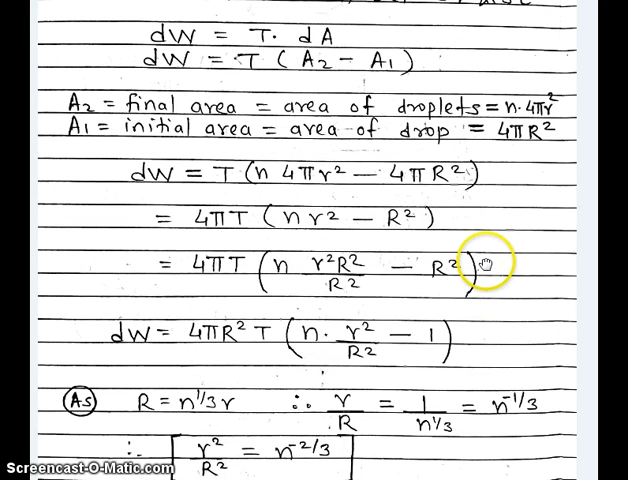 dW = T. dA
dW = T ( A2 − A1 )
A2 = final area = area of droplets = n. 4πr²
A1 = initial area = area of drop = 4πR²
dW = T (n 4πr² − 4πR²)
= 4πT ( n r² − R² )
= 4πT ( n r²R²/R² − R² )
dW = 4πR² T ( n. r²/R² − 1 )
As R = n^1/3 r ∴ r/R = 1/n^1/3 = n^-1/3
∴ r²/R² = n^-2/3
Screencast-O-Matic.com